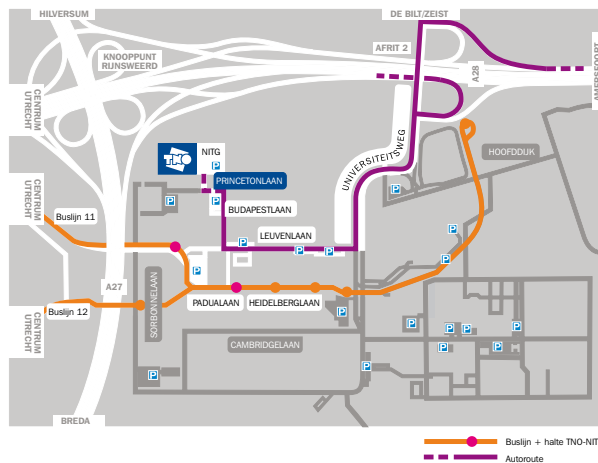 HILVERSUM
DE BILT/ZEIST
AFRIT 2
KNOOPPUNT
RIJNSWEERD
A28
AMERSFOORT
CENTRUM
UTRECHT
UNIVERSITEITSWEG
HOOFDDIJK
TNO
NITG
P
PRINCETONLAAN
P
P
P
BUDAPESTLAAN
CENTRUM
UTRECHT
Buslijn 11
LEUVENLAAN
P
P
P
P
P
P
A27
SORBONNELAAN
PADUALAAN
HEIDELBERGLAAN
Buslijn 12
P
P
P
P
P
CENTRUM
UTRECHT
CAMBRIDGELAAN
P
P
P
P
BREDA
Buslijn + halte TNO-NIT
Autoroute